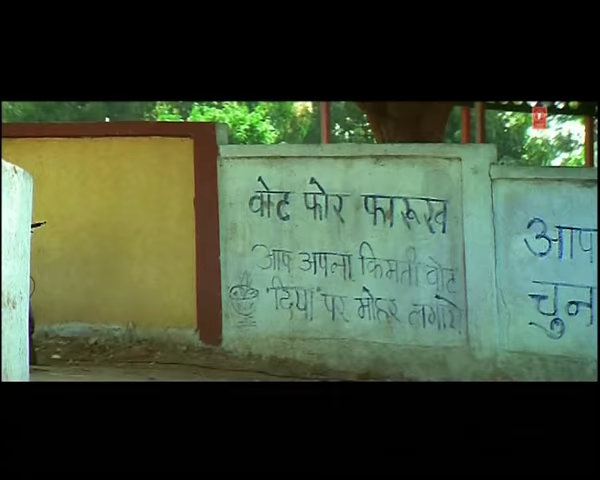 वोट फोर फारूख
आप अपना किमती वोट
दिया पर मोहर लगाये
आप
चुन